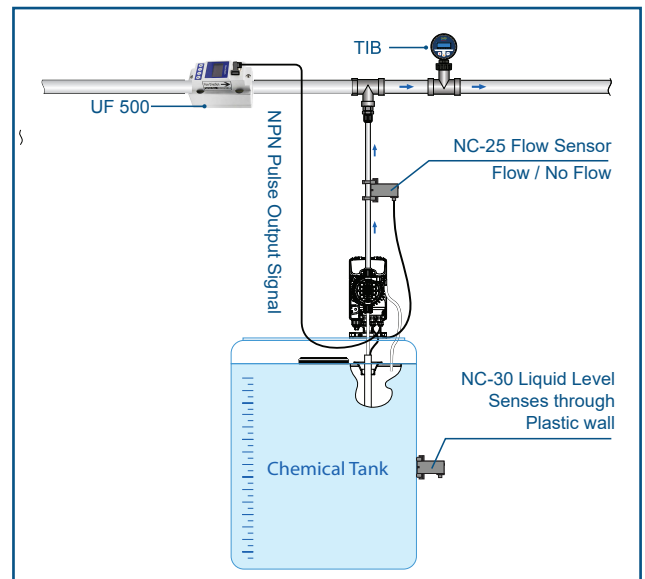 TIB
UF 500
NPN Pulse Output Signal
NC-25 Flow Sensor
Flow / No Flow
NC-30 Liquid Level
Senses through
Plastic wall
Chemical Tank